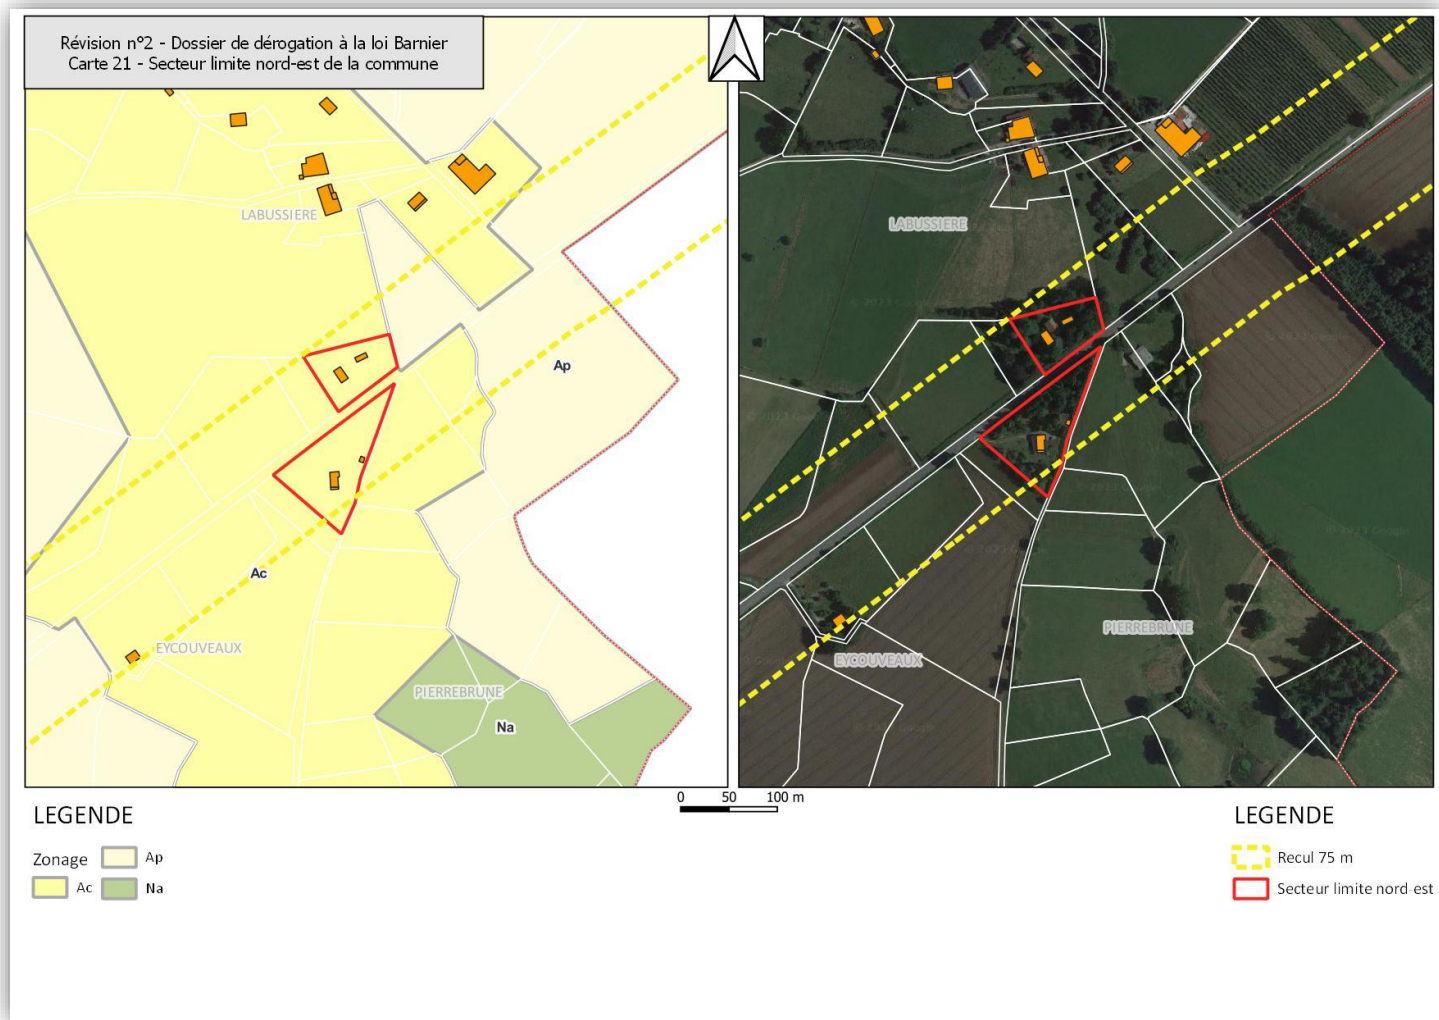 Révision n°2 - Dossier de dérogation à la loi Barnier
Carte 21 - Secteur limite nord-est de la commune
LABUSSIERE
Ap
Ac
EYCOUVEAUX
PIERREBRUNE
Na
LABUSSIERE
PIERREBRUNE
EYCOUVEAUX
0 50 100 m
LEGENDE
Zonage
Ap
Ac
Na
LEGENDE
Recul 75 m
Secteur limite nord-est